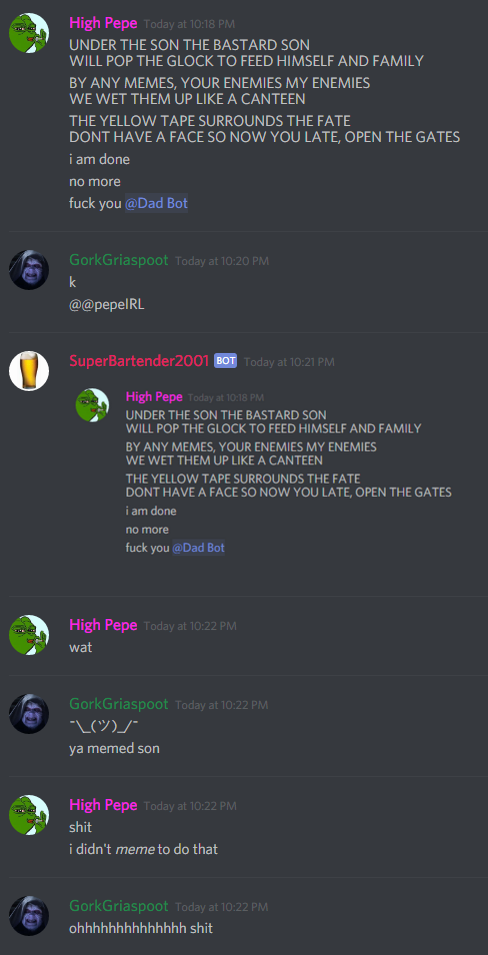 High Pepe Today at 10:18 PM
UNDER THE SON THE BASTARD SON
WILL POP THE GLOCK TO FEED HIMSELF AND FAMILY
BY ANY MEMES, YOUR ENEMIES MY ENEMIES
WE WET THEM UP LIKE A CANTEEN
THE YELLOW TAPE SURROUNDS THE FATE
DONT HAVE A FACE SO NOW YOU LATE, OPEN THE GATES
i am done
no more
fuck you @Dad Bot
GorkGriaspoot Today at 10:20 PM
k
@@pepeIRL
SuperBartender2001 BOT Today at 10:21 PM
High Pepe Today at 10:18 PM
UNDER THE SON THE BASTARD SON
WILL POP THE GLOCK TO FEED HIMSELF AND FAMILY
BY ANY MEMES, YOUR ENEMIES MY ENEMIES
WE WET THEM UP LIKE A CANTEEN
THE YELLOW TAPE SURROUNDS THE FATE
DONT HAVE A FACE SO NOW YOU LATE, OPEN THE GATES
i am done
no more
fuck you @Dad Bot
High Pepe Today at 10:22 PM
wat
GorkGriaspoot Today at 10:22 PM
¯\_(ツ)_/¯
ya memed son
High Pepe Today at 10:22 PM
shit
i didn't meme to do that
GorkGriaspoot Today at 10:22 PM
ohhhhhhhhhhhhhh shit